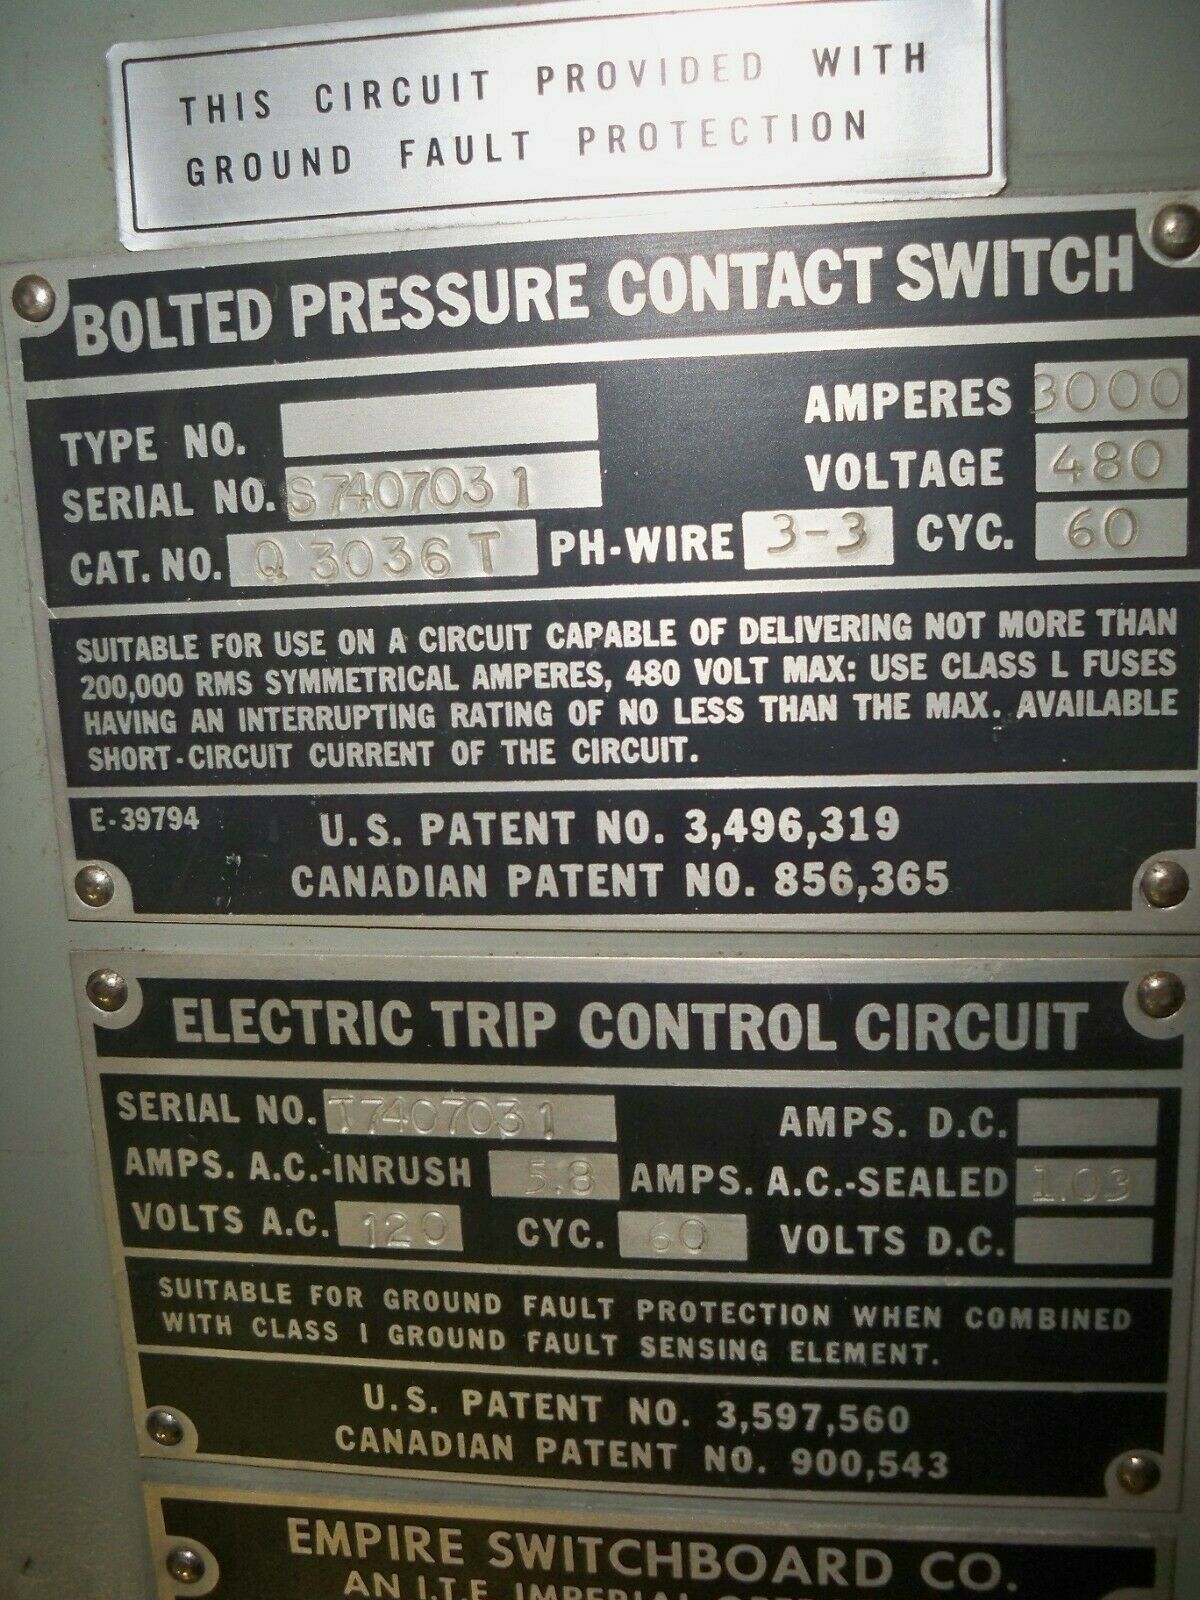 THIS CIRCUIT PROVIDED WITH
GROUND FAULT PROTECTION
BOLTED PRESSURE CONTACT SWITCH
TYPE NO. AMPERES 3000
SERIAL NO. S7407031 VOLTAGE 480
CAT. NO. Q3036T PH-WIRE 3-3 CYC. 60
SUITABLE FOR USE ON A CIRCUIT CAPABLE OF DELIVERING NOT MORE THAN
200,000 RMS SYMMETRICAL AMPERES, 480 VOLT MAX: USE CLASS L FUSES
HAVING AN INTERRUPTING RATING OF NO LESS THAN THE MAX. AVAILABLE
SHORT-CIRCUIT CURRENT OF THE CIRCUIT.
E-39794 U.S. PATENT NO. 3,496,319
CANADIAN PATENT NO. 856,365
ELECTRIC TRIP CONTROL CIRCUIT
SERIAL NO. T7407031 AMPS. D.C.
AMPS. A.C.-INRUSH 5.8 AMPS. A.C.-SEALED 1.03
VOLTS A.C. 120 CYC. 60 VOLTS D.C.
SUITABLE FOR GROUND FAULT PROTECTION WHEN COMBINED
WITH CLASS 1 GROUND FAULT SENSING ELEMENT.
U.S. PATENT NO. 3,597,560
CANADIAN PATENT NO. 900,543
EMPIRE SWITCHBOARD CO.
AN I.T.E. IMPERIAL